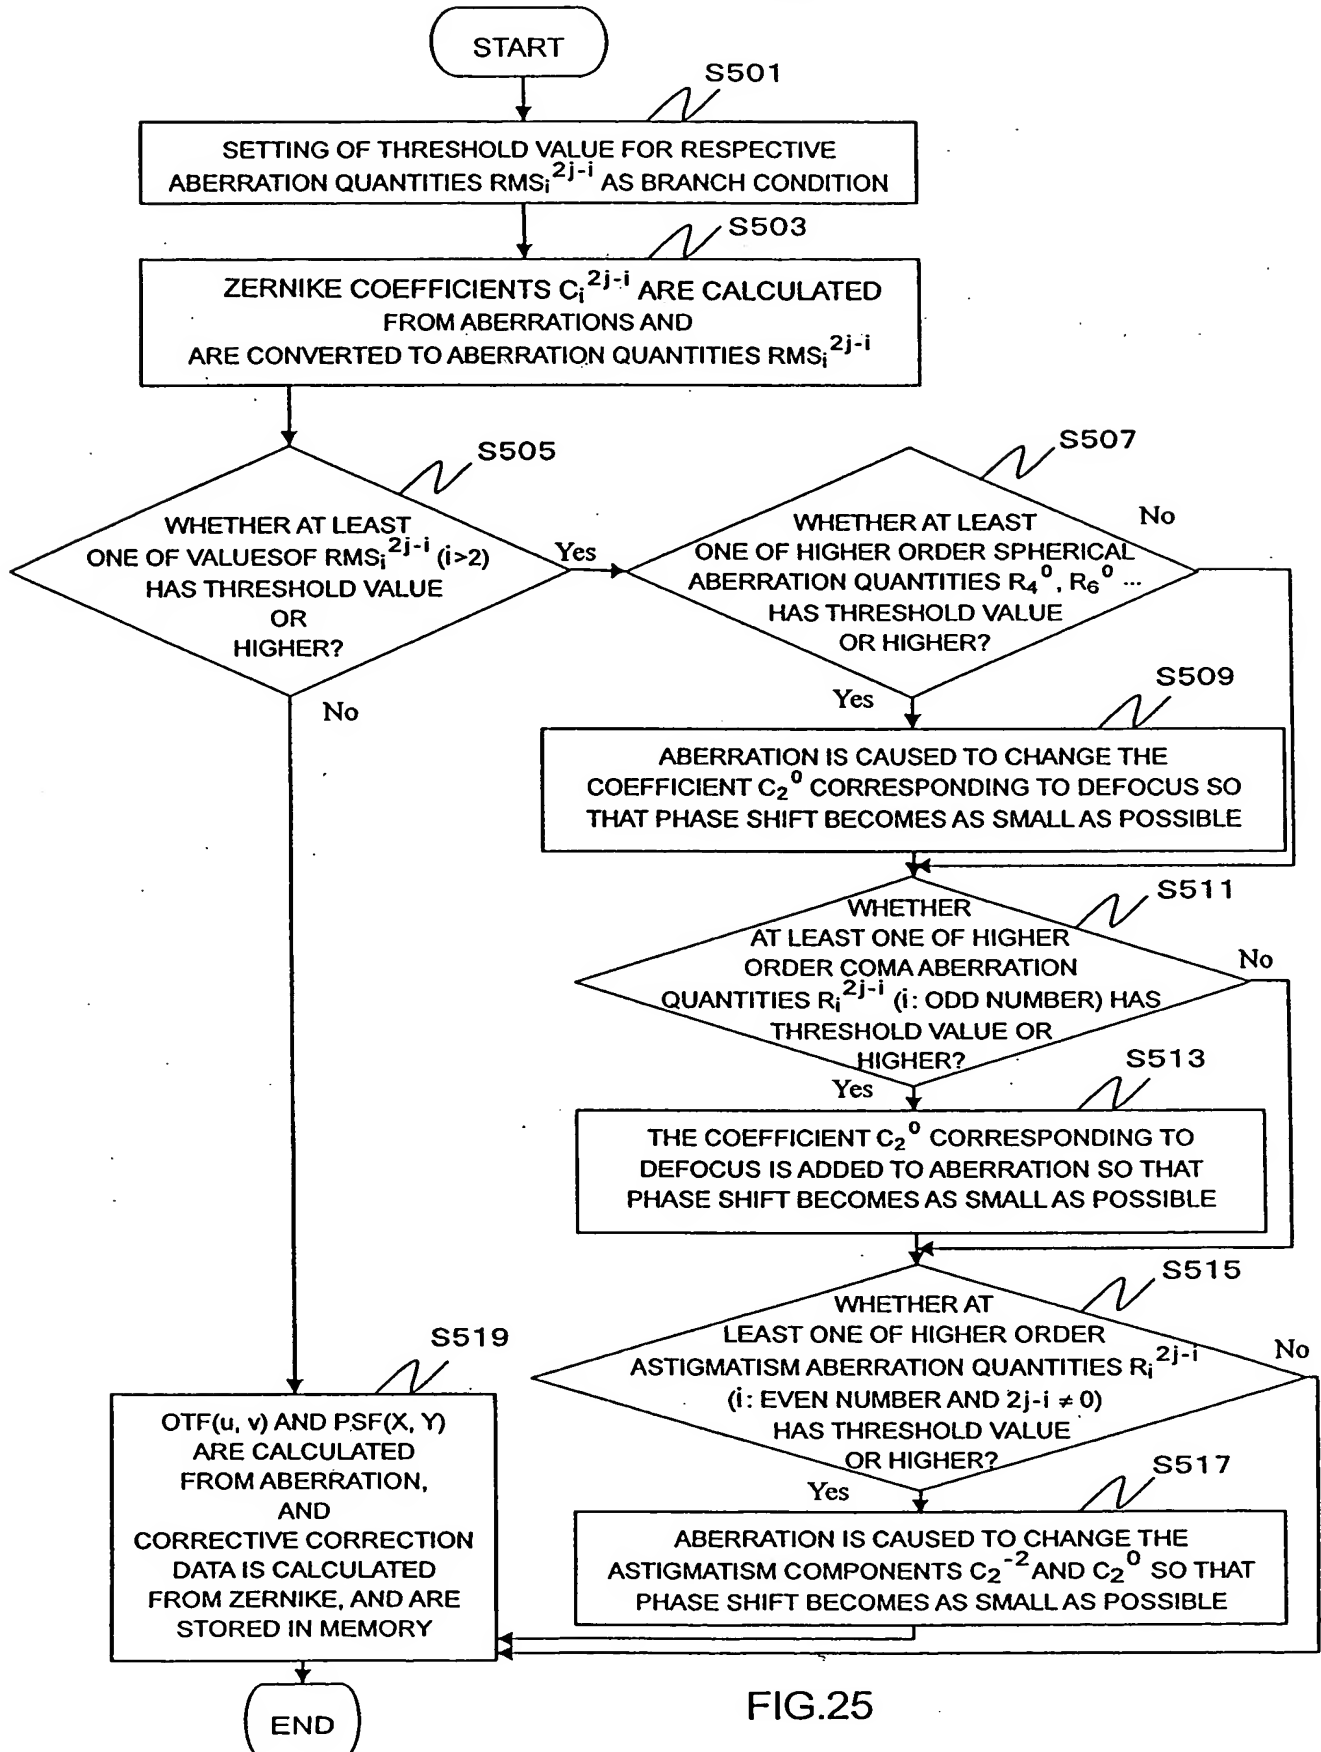 START
S501
SETTING OF THRESHOLD VALUE FOR RESPECTIVE
ABERRATION QUANTITIES RMSᵢ²ʲ⁻ⁱ AS BRANCH CONDITION
S503
ZERNIKE COEFFICIENTS Cᵢ²ʲ⁻ⁱ ARE CALCULATED
FROM ABERRATIONS AND
ARE CONVERTED TO ABERRATION QUANTITES RMSᵢ²ʲ⁻ⁱ
S505
WHETHER AT LEAST
ONE OF VALUESOF RMSᵢ²ʲ⁻ⁱ (i>2)
HAS THRESHOLD VALUE
OR
HIGHER?
Yes
No
S507
WHETHER AT LEAST
ONE OF HIGHER ORDER SPHERICAL
ABERRATION QUANTITIES R₄⁰, R₆⁰ ...
HAS THRESHOLD VALUE
OR HIGHER?
No
Yes
S509
ABERRATION IS CAUSED TO CHANGE THE
COEFFICIENT C₂⁰ CORRESPONDING TO DEFOCUS SO
THAT PHASE SHIFT BECOMES AS SMALL AS POSSIBLE
S511
WHETHER
AT LEAST ONE OF HIGHER
ORDER COMA ABERRATION
QUANTITIES Rᵢ²ʲ⁻ⁱ (i: ODD NUMBER) HAS
THRESHOLD VALUE OR
HIGHER?
No
Yes
S513
THE COEFFICIENT C₂⁰ CORRESPONDING TO
DEFOCUS IS ADDED TO ABERRATION SO THAT
PHASE SHIFT BECOMES AS SMALL AS POSSIBLE
S515
WHETHER AT
LEAST ONE OF HIGHER ORDER
ASTIGMATISM ABERRATION QUANTITIES Rᵢ²ʲ⁻ⁱ
(i: EVEN NUMBER AND 2j-i ≠ 0)
HAS THRESHOLD VALUE
OR HIGHER?
No
Yes
S517
ABERRATION IS CAUSED TO CHANGE THE
ASTIGMATISM COMPONENTS C₂⁻² AND C₂⁰ SO THAT
PHASE SHIFT BECOMES AS SMALL AS POSSIBLE
S519
OTF(u, v) AND PSF(X, Y)
ARE CALCULATED
FROM ABERRATION,
AND
CORRECTIVE CORRECTION
DATA IS CALCULATED
FROM ZERNIKE, AND ARE
STORED IN MEMORY
END
FIG.25